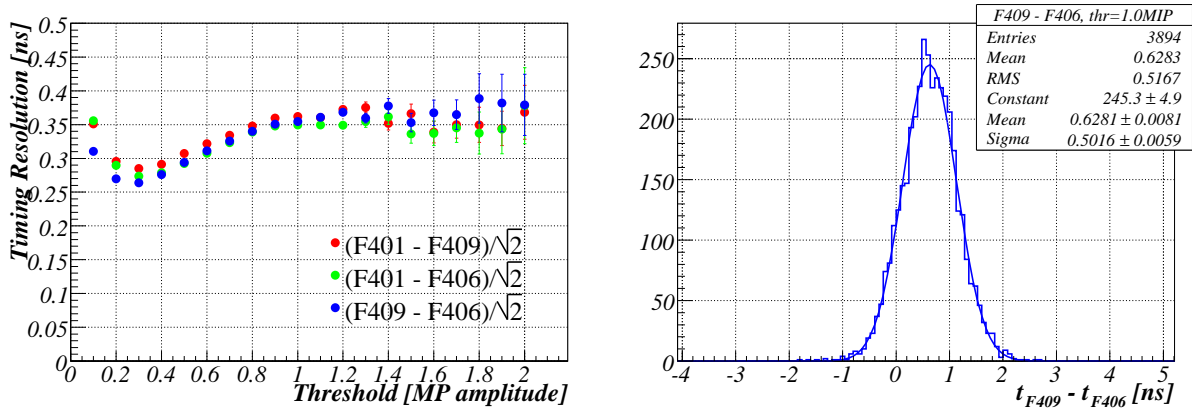 Timing Resolution [ns]
0.5
0.45
0.4
0.35
0.3
0.25
0.2
0.15
0.1
0.05
0
(F401 - F409)/√2
(F401 - F406)/√2
(F409 - F406)/√2
0 0.2 0.4 0.6 0.8 1 1.2 1.4 1.6 1.8 2
Threshold [MP amplitude]
F409 - F406, thr=1.0MIP
Entries 3894
Mean 0.6283
RMS 0.5167
Constant 245.3 ± 4.9
Mean 0.6281 ± 0.0081
Sigma 0.5016 ± 0.0059
250
200
150
100
50
0
-4 -3 -2 -1 0 1 2 3 4 5
t_F409 - t_F406 [ns]